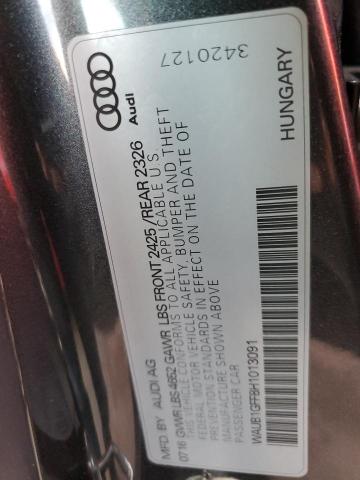 Audi
3420127
MFD. BY AUDI AG
07 16 GVWR LBS 4652 GAWR LBS FRONT 2425 /REAR 2326
THIS VEHICLE CONFORMS TO ALL APPLICABLE U.S.
FEDERAL MOTOR VEHICLE SAFETY, BUMPER AND THEFT
PREVENTION STANDARDS IN EFFECT ON THE DATE OF
MANUFACTURE SHOWN ABOVE
PASSENGER CAR
HUNGARY
WAUB1GFF8H1013091